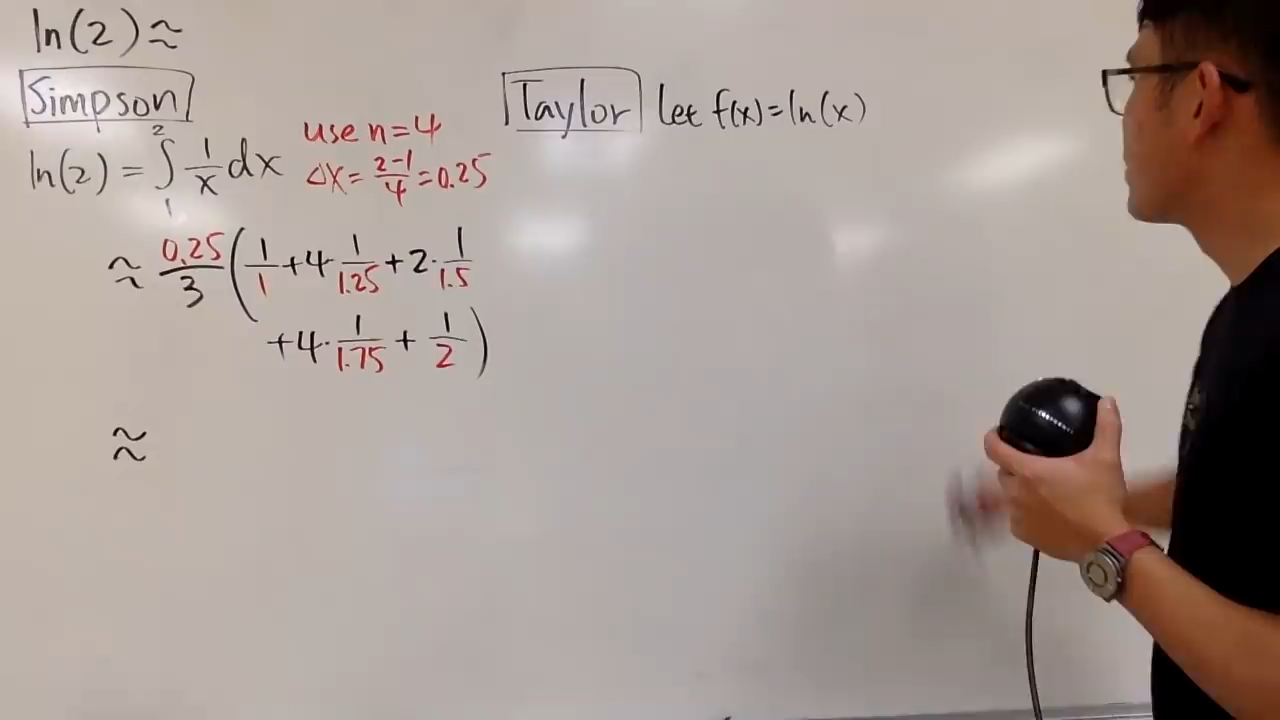 ln(2) ≈
Simpson
ln(2) = ∫₁² 1/x dx
use n=4
Δx = (2-1)/4 = 0.25
≈ 0.25/3 (1/1 + 4·1/1.25 + 2·1/1.5
+ 4·1/1.75 + 1/2)
≈
Taylor let f(x) = ln(x)